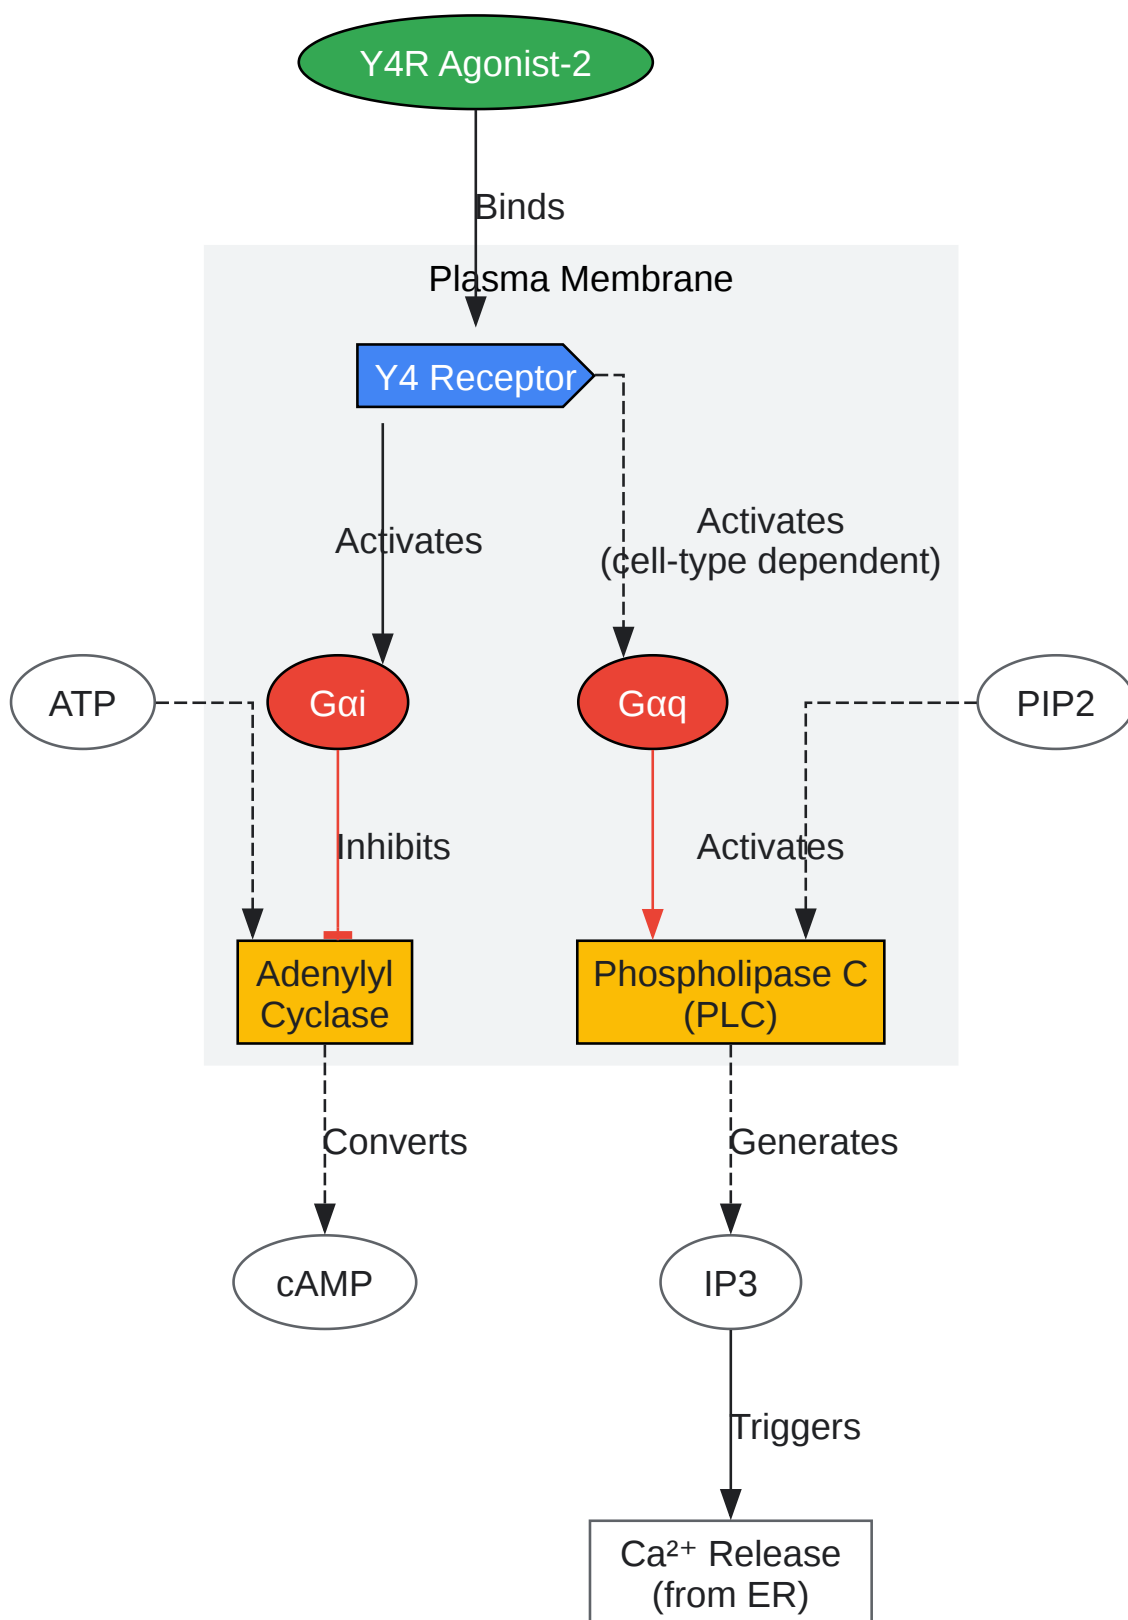 Y4R Agonist-2
Binds
Plasma Membrane
Y4 Receptor
Activates
Activates
(cell-type dependent)
ATP
Gαi
Gαq
PIP2
Inhibits
Activates
Adenylyl
Cyclase
Phospholipase C
(PLC)
Converts
Generates
cAMP
IP3
Triggers
Ca²⁺ Release
(from ER)